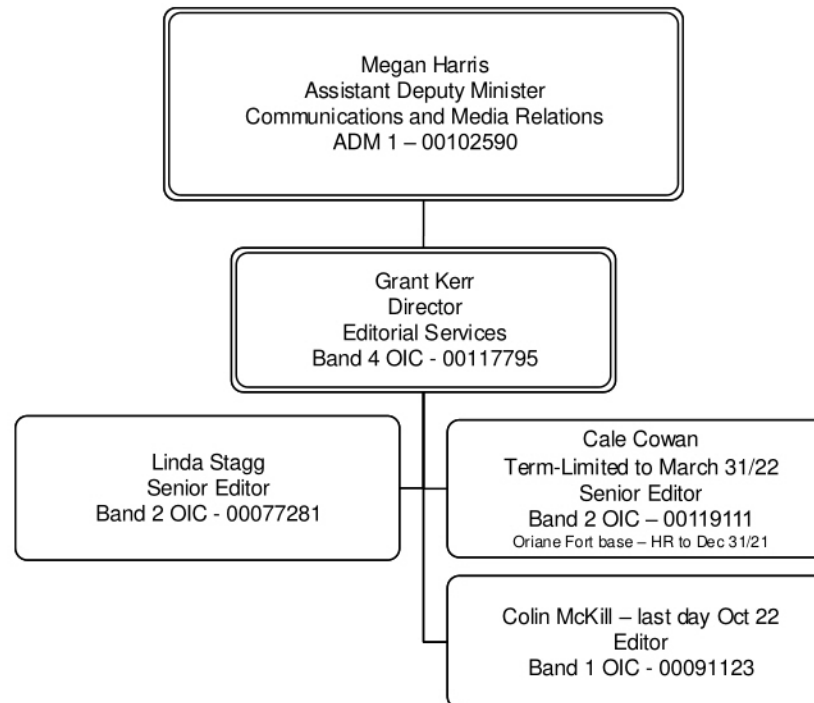 Megan Harris
Assistant Deputy Minister
Communications and Media Relations
ADM 1 – 00102590
Grant Kerr
Director
Editorial Services
Band 4 OIC - 00117795
Linda Stagg
Senior Editor
Band 2 OIC - 00077281
Cale Cowan
Term-Limited to March 31/22
Senior Editor
Band 2 OIC – 00119111
Oriane Fort base – HR to Dec 31/21
Colin McKill – last day Oct 22
Editor
Band 1 OIC - 00091123